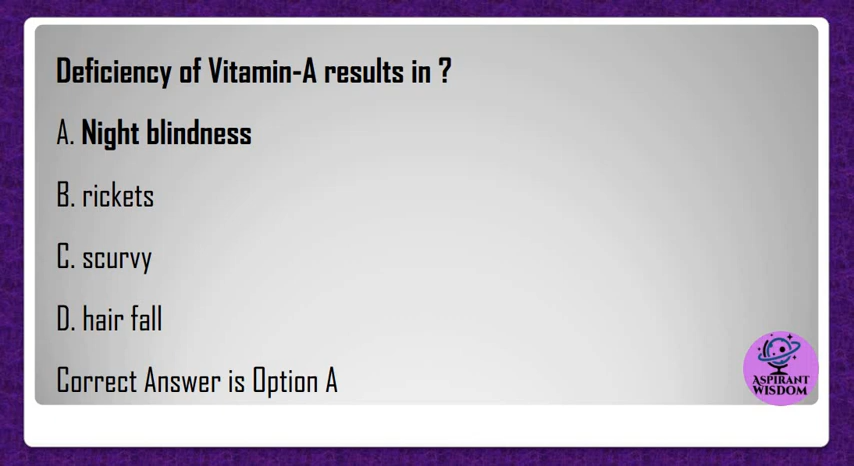 Deficiency of Vitamin-A results in ?
A. Night blindness
B. rickets
C. scurvy
D. hair fall
Correct Answer is Option A
ASPIRANT
WISDOM